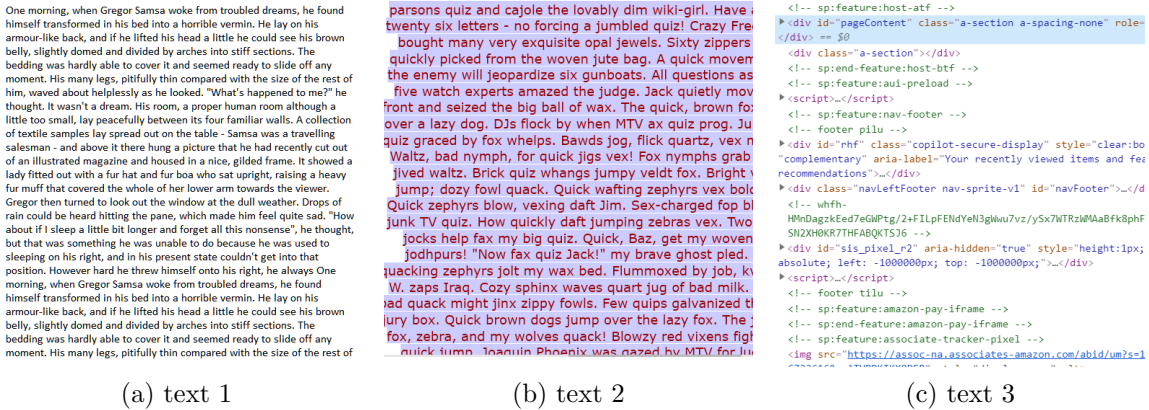 One morning, when Gregor Samsa woke from troubled dreams, he found
himself transformed in his bed into a horrible vermin. He lay on his
armour-like back, and if he lifted his head a little he could see his brown
belly, slightly domed and divided by arches into stiff sections. The
bedding was hardly able to cover it and seemed ready to slide off any
moment. His many legs, pitifully thin compared with the size of the rest of
him, waved about helplessly as he looked. "What's happened to me?" he
thought. It wasn't a dream. His room, a proper human room although a
little too small, lay peacefully between its four familiar walls. A collection
of textile samples lay spread out on the table - Samsa was a travelling
salesman - and above it there hung a picture that he had recently cut out
of an illustrated magazine and housed in a nice, gilded frame. It showed a
lady fitted out with a fur hat and fur boa who sat upright, raising a heavy
fur muff that covered the whole of her lower arm towards the viewer.
Gregor then turned to look out the window at the dull weather. Drops of
rain could be heard hitting the pane, which made him feel quite sad. "How
about if I sleep a little bit longer and forget all this nonsense", he thought,
but that was something he was unable to do because he was used to
sleeping on his right, and in his present state couldn't get into that
position. However hard he threw himself onto his right, he always One
morning, when Gregor Samsa woke from troubled dreams, he found
himself transformed in his bed into a horrible vermin. He lay on his
armour-like back, and if he lifted his head a little he could see his brown
belly, slightly domed and divided by arches into stiff sections. The
bedding was hardly able to cover it and seemed ready to slide off any
moment. His many legs, pitifully thin compared with the size of the rest of
(a) text 1
parsons quiz and cajole the lovably dim wiki-girl. Have
twenty six letters - no forcing a jumbled quiz! Crazy Fre
bought many very exquisite opal jewels. Sixty zippers
quickly picked from the woven jute bag. A quick movem
the enemy will jeopardize six gunboats. All questions as
five watch experts amazed the judge. Jack quietly mov
front and seized the big ball of wax. The quick, brown fo
over a lazy dog. DJs flock by when MTV ax quiz prog. Ju
quiz graced by fox whelps. Bawds jog, flick quartz, vex n
Waltz, bad nymph, for quick jigs vex! Fox nymphs grab
jived waltz. Brick quiz whangs jumpy veldt fox. Bright v
jump; dozy fowl quack. Quick wafting zephyrs vex bold
Quick zephyrs blow, vexing daft Jim. Sex-charged fop bl
junk TV quiz. How quickly daft jumping zebras vex. Two
jocks help fax my big quiz. Quick, Baz, get my woven
jodhpurs! "Now fax quiz Jack!" my brave ghost pled.
quacking zephyrs jolt my wax bed. Flummoxed by job, kv
W. zaps Iraq. Cozy sphinx waves quart jug of bad milk.
bad quack might jinx zippy fowls. Few quips galvanized th
jury box. Quick brown dogs jump over the lazy fox. The j
fox, zebra, and my wolves quack! Blowzy red vixens figh
quick jump. Joaquin Phoenix was gazed by MTV for lu
(b) text 2
<!-- sp:feature:host-atf -->
<div id="pageContent" class="a-section a-spacing-none" role=
</div> == $0
<div class="a-section"></div>
<!-- sp:end-feature:host-btf -->
<!-- sp:feature:aui-preload -->
<script>…</script>
<!-- sp:feature:nav-footer -->
<!-- footer pilu -->
<div id="rhf" class="copilot-secure-display" style="clear:bo
"complementary" aria-label="Your recently viewed items and fea
recommendations">…</div>
<div class="navLeftFooter nav-sprite-v1" id="navFooter">…</d
<!-- whfh-
HMnDagzkEed7eGWPtg/2+FILpFENdYeN3gWwu7vz/ySx7WTRzWMAaBfk8phF
SN2XH0KR7THFABQKTSJ6 -->
<div id="sis_pixel_r2" aria-hidden="true" style="height:1px;
absolute; left: -1000000px; top: -1000000px;">…</div>
<script>…</script>
<!-- footer tilu -->
<!-- sp:feature:amazon-pay-iframe -->
<!-- sp:end-feature:amazon-pay-iframe -->
<!-- sp:feature:associate-tracker-pixel -->
<img src="https://assoc-na.associates-amazon.com/abid/um?s=1
(c) text 3